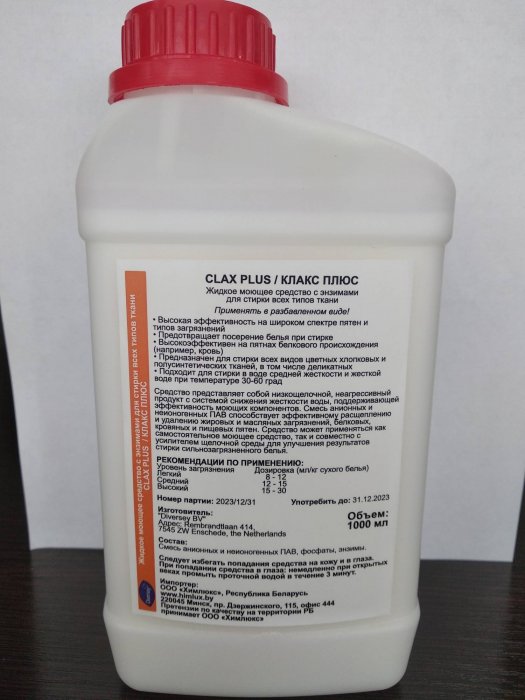 CLAX PLUS / КЛАКС ПЛЮС
Жидкое моющее средство с энзимами
для стирки всех типов ткани
Применять в разбавленном виде!
• Высокая эффективность на широком спектре пятен и
типов загрязнений
• Предотвращает посерение белья при стирке
• Высокоэффективен на пятнах белкового происхождения
(например, кровь)
• Предназначен для стирки всех видов цветных хлопковых и
полусинтетических тканей, в том числе деликатных
• Подходит для стирки в воде средней жесткости и жесткой
воде при температуре 30-60 град
Средство представляет собой низкощелочной, неагрессивный
продукт с системой снижения жесткости воды, поддерживающей
эффективность моющих компонентов. Смесь анионных и
неионогенных ПАВ способствует эффективному расщеплению
и удалению жировых и масляных загрязнений, белковых,
кровяных и пищевых пятен. Средство может применяться как
самостоятельное моющее средство, так и совместно с
усилителем щелочной среды для улучшения результатов
стирки сильнозагрязненного белья.
РЕКОМЕНДАЦИИ ПО ПРИМЕНЕНИЮ:
Уровень загрязнения Дозировка (мл/кг сухого белья)
Легкий 8 - 12
Средний 12 - 15
Высокий 15 - 30
Номер партии: 2023/12/31 Употребить до: 31.12.2023
Изготовитель:
"Diversey BV"
Адрес: Rembrandtlaan 414,
7545 ZW Enschede, the Netherlands
Объем:
1000 мл
Состав:
Смесь анионных и неионогенных ПАВ, фосфаты, энзимы.
Следует избегать попадания средства на кожу и в глаза.
При попадании средства в глаза: немедленно при открытых
веках промыть проточной водой в течение 3 минут.
Импортер:
ООО «Химлюкс», Республика Беларусь
www.himlux.by
220045 Минск, пр. Дзержинского, 115, офис 444
Претензии по качеству на территории РБ
принимает ООО «Химлюкс»
Жидкое моющее средство с энзимами для стирки всех типов ткани
CLAX PLUS / КЛАКС ПЛЮС
Diversey